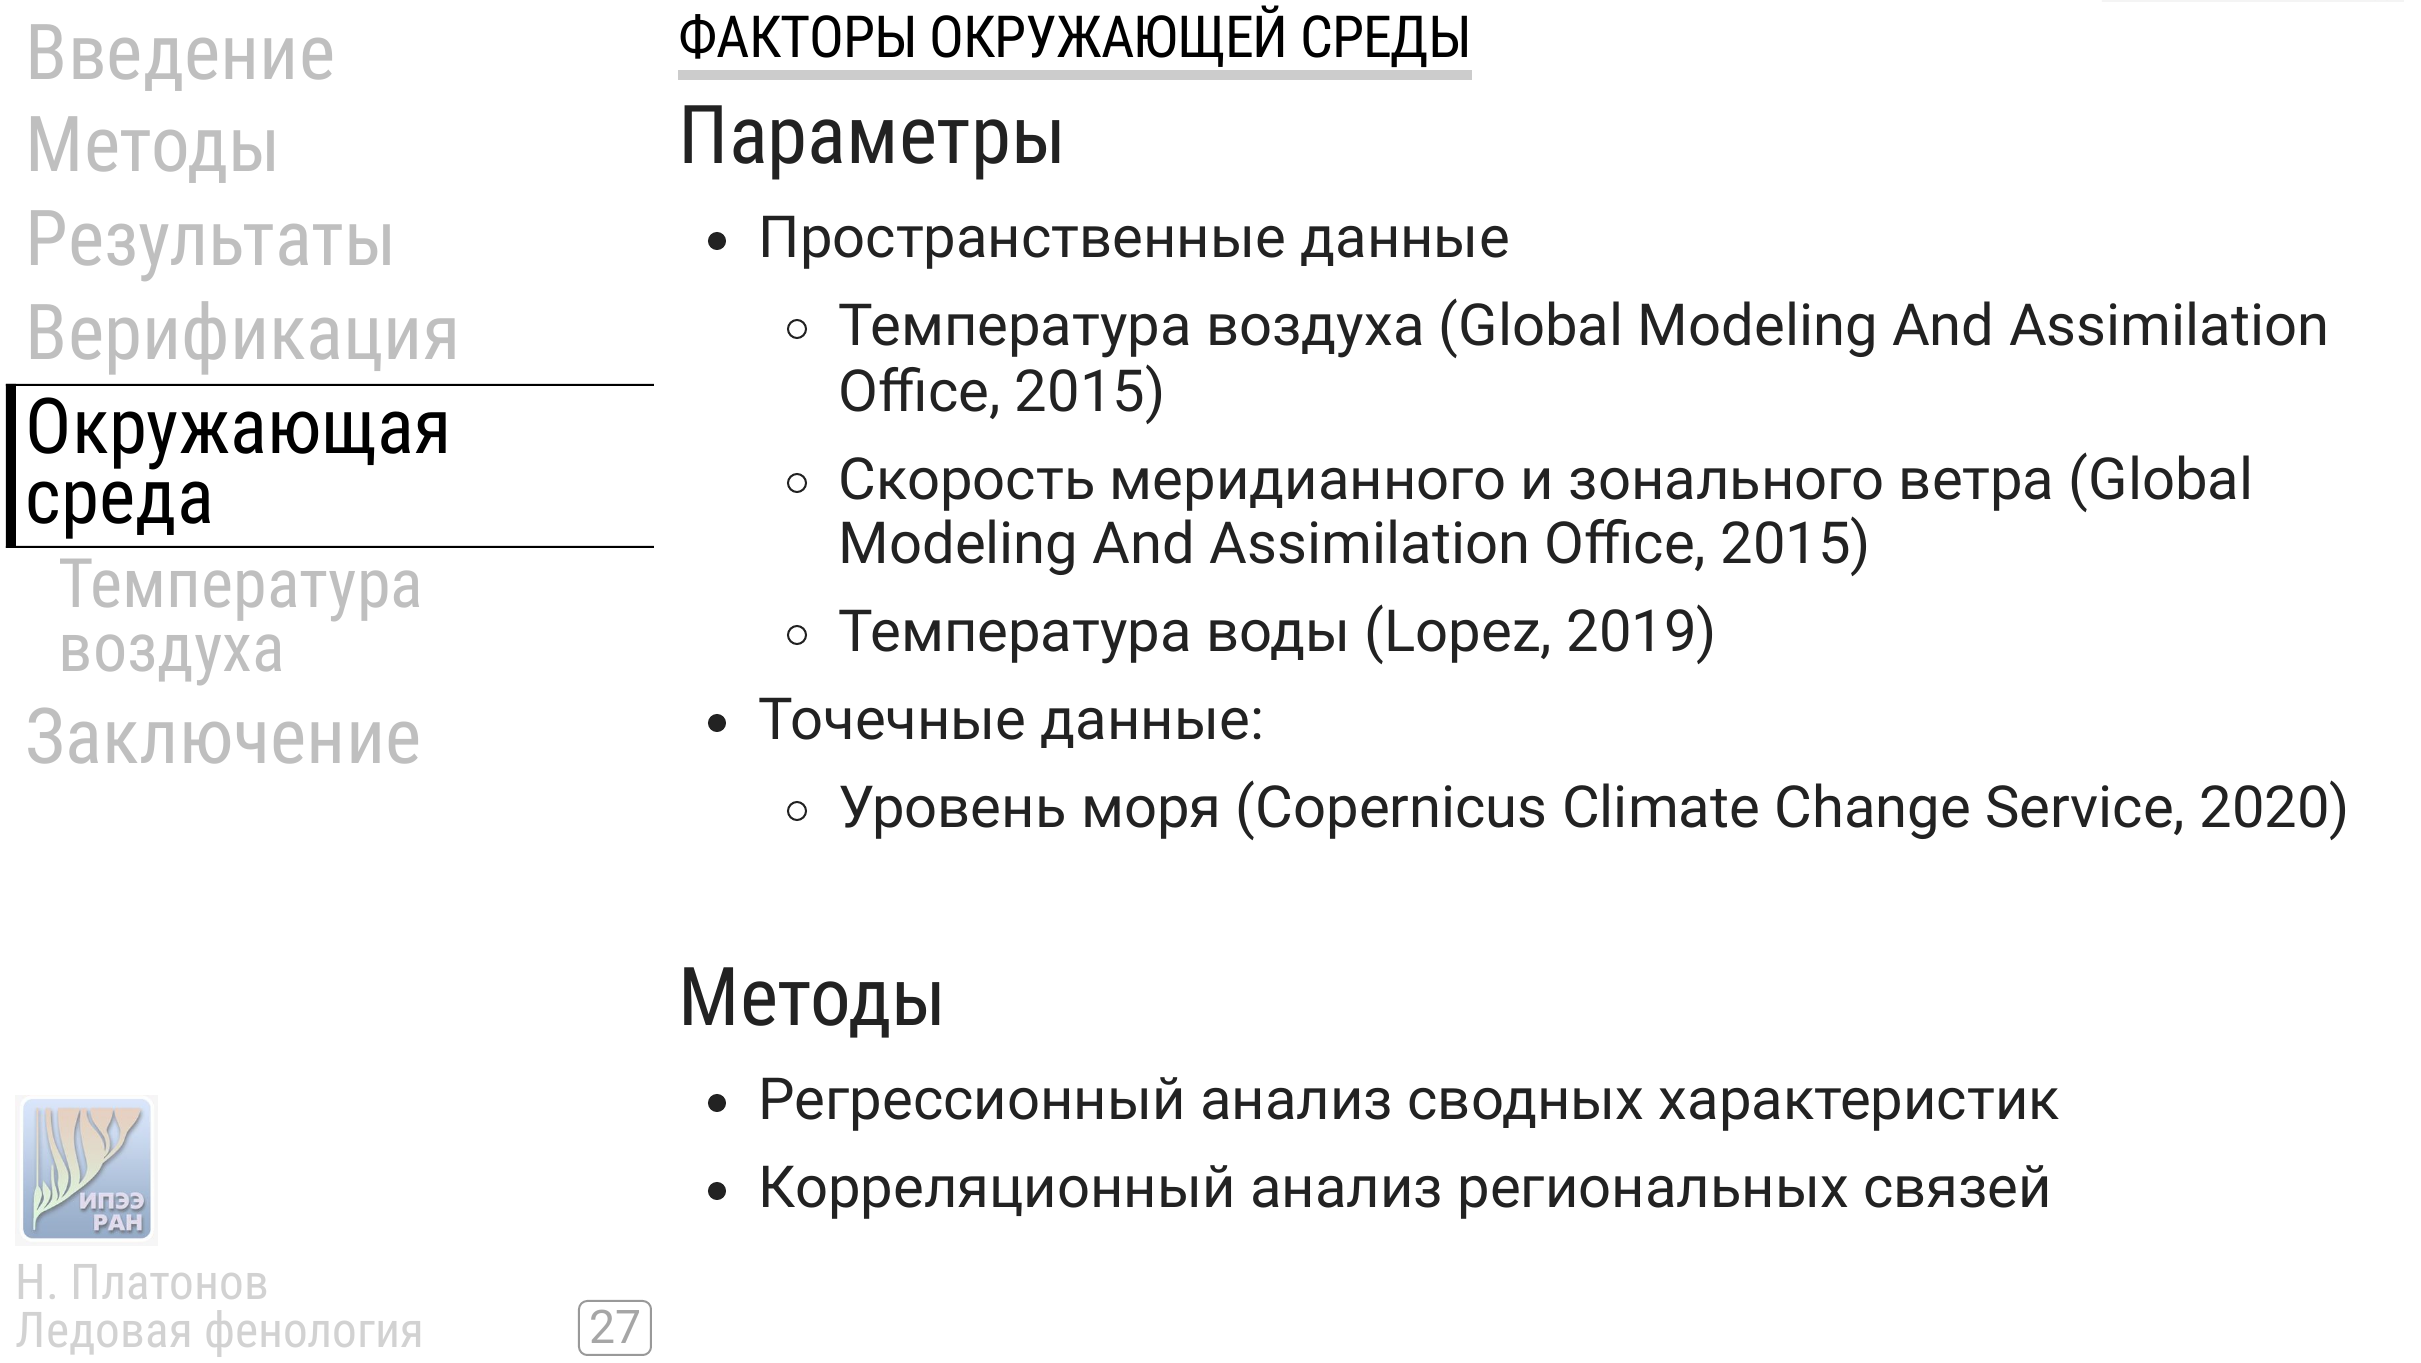 Введение
Методы
Результаты
Верификация
Окружающая
среда
Температура
воздуха
Заключение
ИПЭЭ
РАН
Н. Платонов
Ледовая фенология
27
ФАКТОРЫ ОКРУЖАЮЩЕЙ СРЕДЫ
Параметры
Пространственные данные
Температура воздуха (Global Modeling And Assimilation
Office, 2015)
Скорость меридианного и зонального ветра (Global
Modeling And Assimilation Office, 2015)
Температура воды (Lopez, 2019)
Точечные данные:
Уровень моря (Copernicus Climate Change Service, 2020)
Методы
Регрессионный анализ сводных характеристик
Корреляционный анализ региональных связей